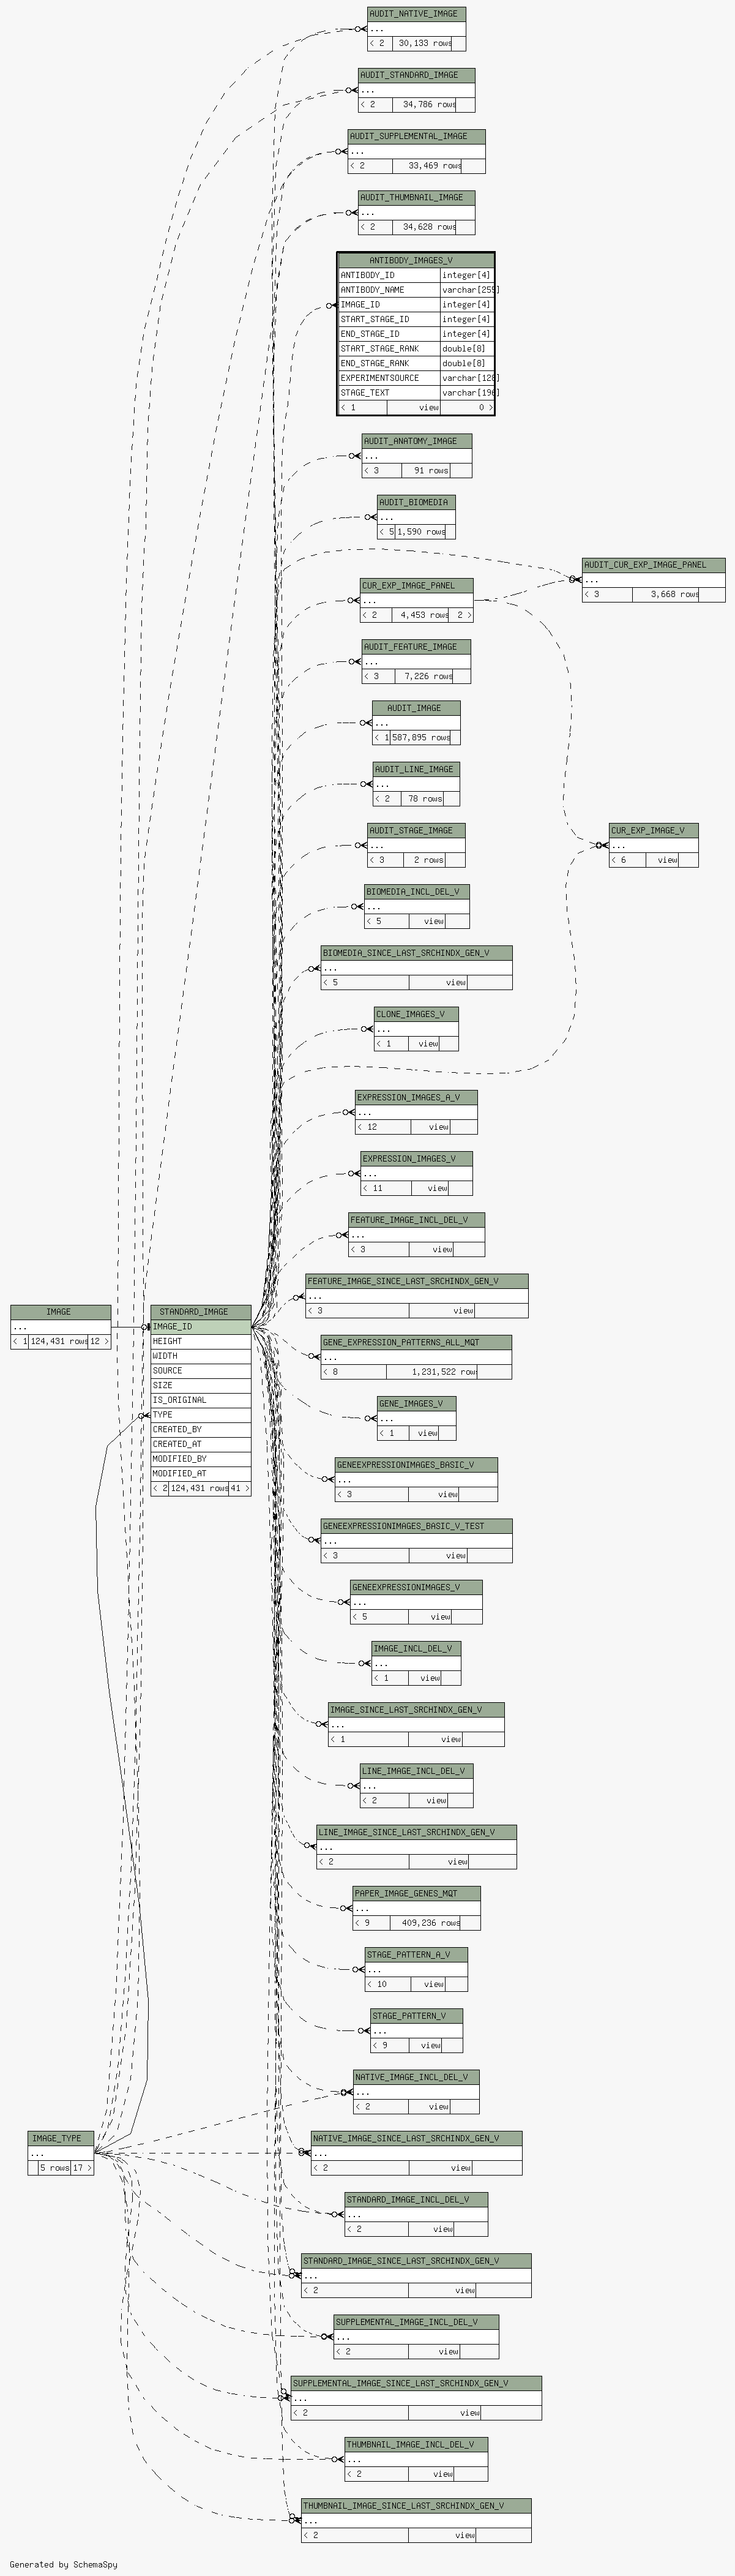 AUDIT_NATIVE_IMAGE
...
< 2 30,133 rows
AUDIT_STANDARD_IMAGE
...
< 2 34,786 rows
AUDIT_SUPPLEMENTAL_IMAGE
...
< 2 33,469 rows
AUDIT_THUMBNAIL_IMAGE
...
< 2 34,628 rows
ANTIBODY_IMAGES_V
ANTIBODY_ID integer[4]
ANTIBODY_NAME varchar[255]
IMAGE_ID integer[4]
START_STAGE_ID integer[4]
END_STAGE_ID integer[4]
START_STAGE_RANK double[8]
END_STAGE_RANK double[8]
EXPERIMENTSOURCE varchar[128]
STAGE_TEXT varchar[196]
< 1 view 0 >
AUDIT_ANATOMY_IMAGE
...
< 3 91 rows
AUDIT_BIOMEDIA
...
< 5 1,590 rows
AUDIT_CUR_EXP_IMAGE_PANEL
...
< 3 3,668 rows
CUR_EXP_IMAGE_PANEL
...
< 2 4,453 rows 2 >
AUDIT_FEATURE_IMAGE
...
< 3 7,226 rows
AUDIT_IMAGE
...
< 1 587,895 rows
AUDIT_LINE_IMAGE
...
< 2 78 rows
AUDIT_STAGE_IMAGE
...
< 3 2 rows
CUR_EXP_IMAGE_V
...
< 6 view
BIOMEDIA_INCL_DEL_V
...
< 5 view
BIOMEDIA_SINCE_LAST_SRCHINDX_GEN_V
...
< 5 view
CLONE_IMAGES_V
...
< 1 view
EXPRESSION_IMAGES_A_V
...
< 12 view
EXPRESSION_IMAGES_V
...
< 11 view
FEATURE_IMAGE_INCL_DEL_V
...
< 3 view
FEATURE_IMAGE_SINCE_LAST_SRCHINDX_GEN_V
...
< 3 view
IMAGE
...
< 1 124,431 rows 12 >
STANDARD_IMAGE
IMAGE_ID
HEIGHT
WIDTH
SOURCE
SIZE
IS_ORIGINAL
TYPE
CREATED_BY
CREATED_AT
MODIFIED_BY
MODIFIED_AT
< 2 124,431 rows 41 >
GENE_EXPRESSION_PATTERNS_ALL_MQT
...
< 8 1,231,522 rows
GENE_IMAGES_V
...
< 1 view
GENEEXPRESSIONIMAGES_BASIC_V
...
< 3 view
GENEEXPRESSIONIMAGES_BASIC_V_TEST
...
< 3 view
GENEEXPRESSIONIMAGES_V
...
< 5 view
IMAGE_INCL_DEL_V
...
< 1 view
IMAGE_SINCE_LAST_SRCHINDX_GEN_V
...
< 1 view
LINE_IMAGE_INCL_DEL_V
...
< 2 view
LINE_IMAGE_SINCE_LAST_SRCHINDX_GEN_V
...
< 2 view
PAPER_IMAGE_GENES_MQT
...
< 9 409,236 rows
STAGE_PATTERN_A_V
...
< 10 view
STAGE_PATTERN_V
...
< 9 view
NATIVE_IMAGE_INCL_DEL_V
...
< 2 view
IMAGE_TYPE
...
5 rows 17 >
NATIVE_IMAGE_SINCE_LAST_SRCHINDX_GEN_V
...
< 2 view
STANDARD_IMAGE_INCL_DEL_V
...
< 2 view
STANDARD_IMAGE_SINCE_LAST_SRCHINDX_GEN_V
...
< 2 view
SUPPLEMENTAL_IMAGE_INCL_DEL_V
...
< 2 view
SUPPLEMENTAL_IMAGE_SINCE_LAST_SRCHINDX_GEN_V
...
< 2 view
THUMBNAIL_IMAGE_INCL_DEL_V
...
< 2 view
THUMBNAIL_IMAGE_SINCE_LAST_SRCHINDX_GEN_V
...
< 2 view
Generated by SchemaSpy